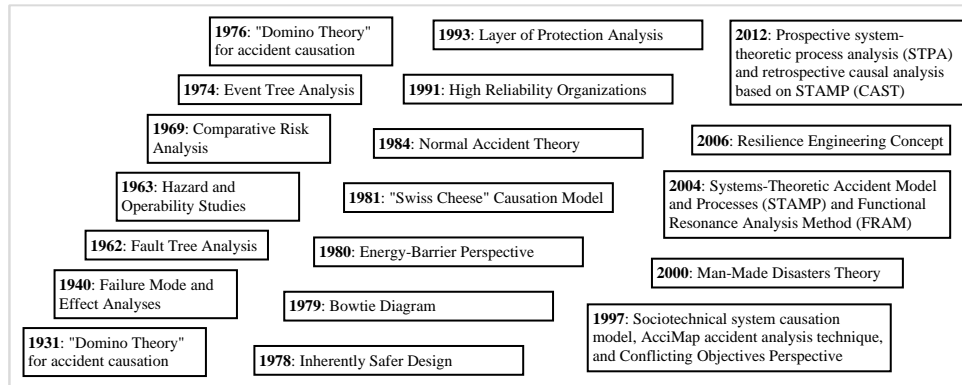 1976: "Domino Theory"
for accident causation
1974: Event Tree Analysis
1969: Comparative Risk
Analysis
1963: Hazard and
Operability Studies
1962: Fault Tree Analysis
1940: Failure Mode and
Effect Analyses
1931: "Domino Theory"
for accident causation
1993: Layer of Protection Analysis
1991: High Reliability Organizations
1984: Normal Accident Theory
1981: "Swiss Cheese" Causation Model
1980: Energy-Barrier Perspective
1979: Bowtie Diagram
1978: Inherently Safer Design
2012: Prospective system-
theoretic process analysis (STPA)
and retrospective causal analysis
based on STAMP (CAST)
2006: Resilience Engineering Concept
2004: Systems-Theoretic Accident Model
and Processes (STAMP) and Functional
Resonance Analysis Method (FRAM)
2000: Man-Made Disasters Theory
1997: Sociotechnical system causation
model, AcciMap accident analysis technique,
and Conflicting Objectives Perspective